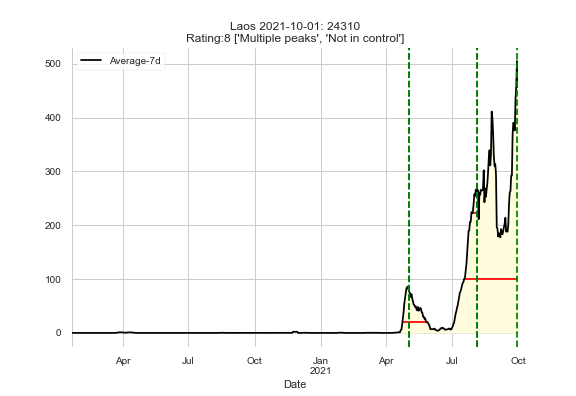 Laos 2021-10-01: 24310
Rating:8 ['Multiple peaks', 'Not in control']
Average-7d
500
400
300
200
100
0
Apr Jul Oct Jan Apr Jul Oct
2021
Date